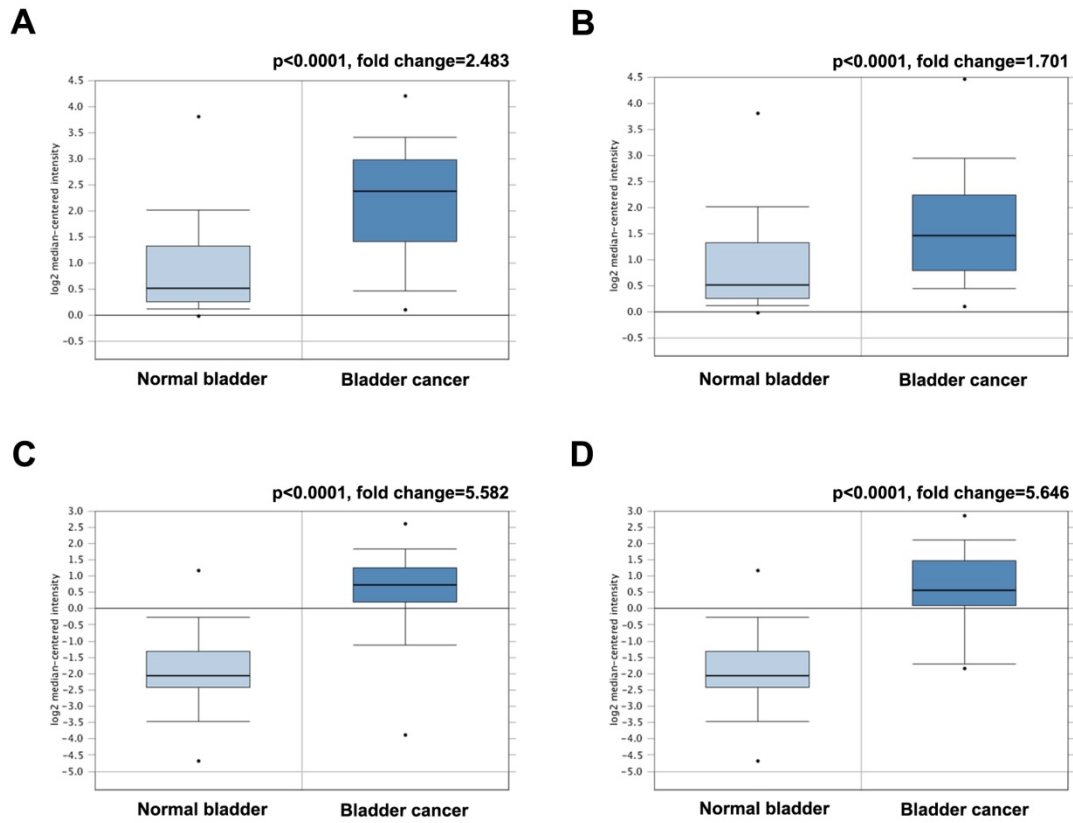 A
p<0.0001, fold change=2.483
log2 median-centered intensity
4.5
4.0
3.5
3.0
2.5
2.0
1.5
1.0
0.5
0.0
-0.5
Normal bladder
Bladder cancer
B
p<0.0001, fold change=1.701
log2 median-centered intensity
4.5
4.0
3.5
3.0
2.5
2.0
1.5
1.0
0.5
0.0
-0.5
Normal bladder
Bladder cancer
C
p<0.0001, fold change=5.582
log2 median-centered intensity
3.0
2.5
2.0
1.5
1.0
0.5
0.0
-0.5
-1.0
-1.5
-2.0
-2.5
-3.0
-3.5
-4.0
-4.5
-5.0
Normal bladder
Bladder cancer
D
p<0.0001, fold change=5.646
log2 median-centered intensity
3.0
2.5
2.0
1.5
1.0
0.5
0.0
-0.5
-1.0
-1.5
-2.0
-2.5
-3.0
-3.5
-4.0
-4.5
-5.0
Normal bladder
Bladder cancer